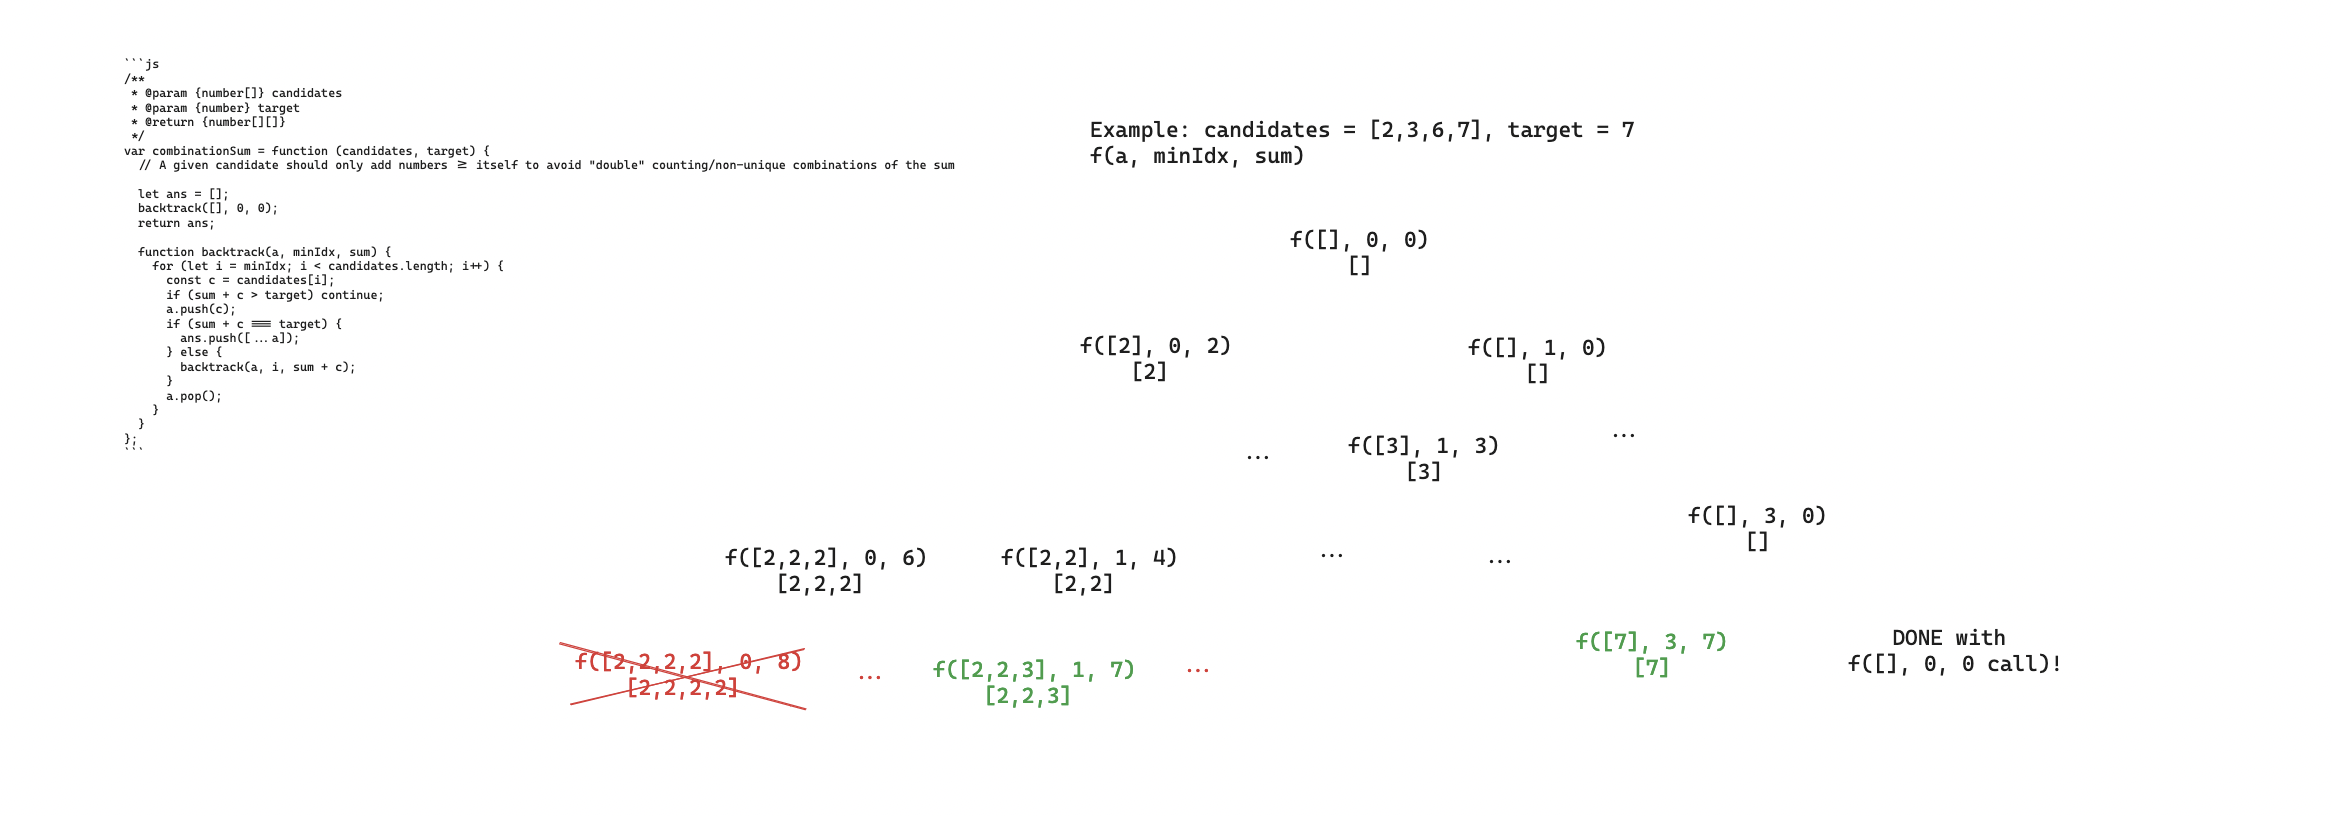 ```js
/**
 * @param {number[]} candidates
 * @param {number} target
 * @return {number[][]}
 */
var combinationSum = function (candidates, target) {
  // A given candidate should only add numbers ≥ itself to avoid "double" counting/non-unique combinations of the sum

  let ans = [];
  backtrack([], 0, 0);
  return ans;

  function backtrack(a, minIdx, sum) {
    for (let i = minIdx; i < candidates.length; i++) {
      const c = candidates[i];
      if (sum + c > target) continue;
      a.push(c);
      if (sum + c === target) {
        ans.push([...a]);
      } else {
        backtrack(a, i, sum + c);
      }
      a.pop();
    }
  }
};
```
Example: candidates = [2,3,6,7], target = 7
f(a, minIdx, sum)
f([], 0, 0)
[]
f([2], 0, 2)
[2]
f([], 1, 0)
[]
...
f([3], 1, 3)
[3]
...
f([], 3, 0)
[]
f([2,2,2], 0, 6)
[2,2,2]
f([2,2], 1, 4)
[2,2]
...
...
f([2,2,2,2], 0, 8)
[2,2,2,2]
...
f([2,2,3], 1, 7)
[2,2,3]
...
f([7], 3, 7)
[7]
DONE with
f([], 0, 0 call)!